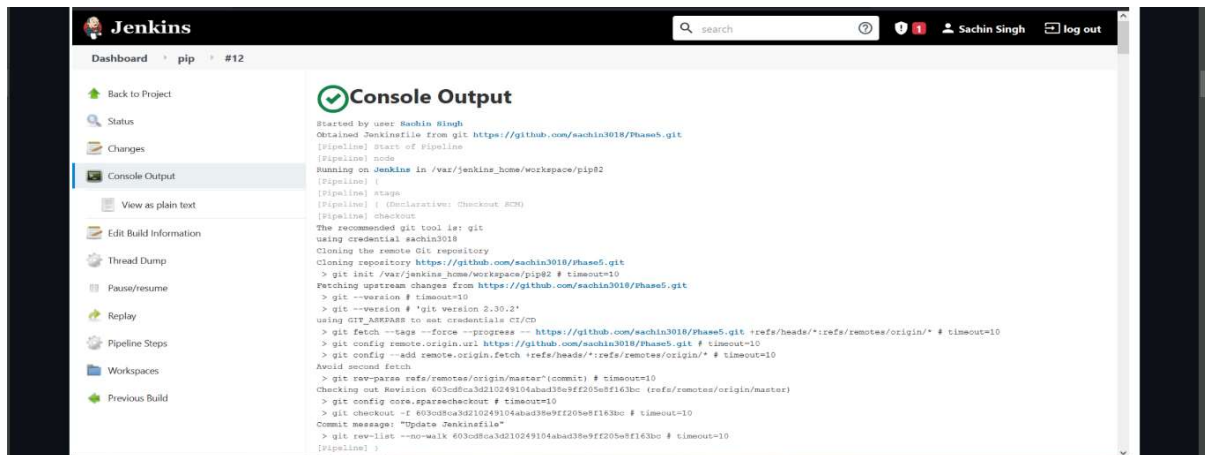 Jenkins
search
1
Sachin Singh
log out
Dashboard
pip
#12
Back to Project
Status
Changes
Console Output
View as plain text
Edit Build Information
Thread Dump
Pause/resume
Replay
Pipeline Steps
Workspaces
Previous Build
Console Output
Started by user Sachin Singh
Obtained Jenkinsfile from git https://github.com/sachin3018/Phase5.git
[Pipeline] Start of Pipeline
[Pipeline] node
Running on Jenkins in /var/jenkins_home/workspace/pip@2
[Pipeline] {
[Pipeline] stage
[Pipeline] { (Declarative: Checkout SCM)
[Pipeline] checkout
The recommended git tool is: git
using credential sachin3018
Cloning the remote Git repository
Cloning repository https://github.com/sachin3018/Phase5.git
> git init /var/jenkins_home/workspace/pip@2 # timeout=10
Fetching upstream changes from https://github.com/sachin3018/Phase5.git
> git --version # timeout=10
> git --version # 'git version 2.30.2'
using GIT_ASKPASS to set credentials CI/CD
> git fetch --tags --force --progress -- https://github.com/sachin3018/Phase5.git +refs/heads/*:refs/remotes/origin/* # timeout=10
> git config remote.origin.url https://github.com/sachin3018/Phase5.git # timeout=10
> git config --add remote.origin.fetch +refs/heads/*:refs/remotes/origin/* # timeout=10
Avoid second fetch
> git rev-parse refs/remotes/origin/master^{commit} # timeout=10
Checking out Revision 603cd8ca3d210249104abad38e9ff205e8f163bc (refs/remotes/origin/master)
> git config core.sparsecheckout # timeout=10
> git checkout -f 603cd8ca3d210249104abad38e9ff205e8f163bc # timeout=10
Commit message: "Update Jenkinsfile"
> git rev-list --no-walk 603cd8ca3d210249104abad38e9ff205e8f163bc # timeout=10
[Pipeline] }